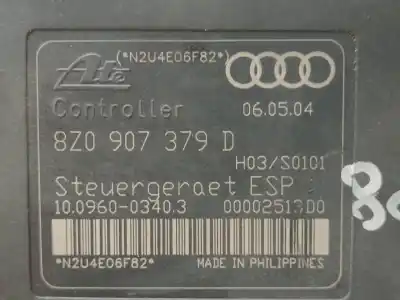 (*N2U4E06F82*)
Ate
Controller 06.05.04
8Z0 907 379 D
H03/S0101
Steuergeraet ESP
10.0960-0340.3 00002513D0
*N2U4E06F82* MADE IN PHILIPPINES